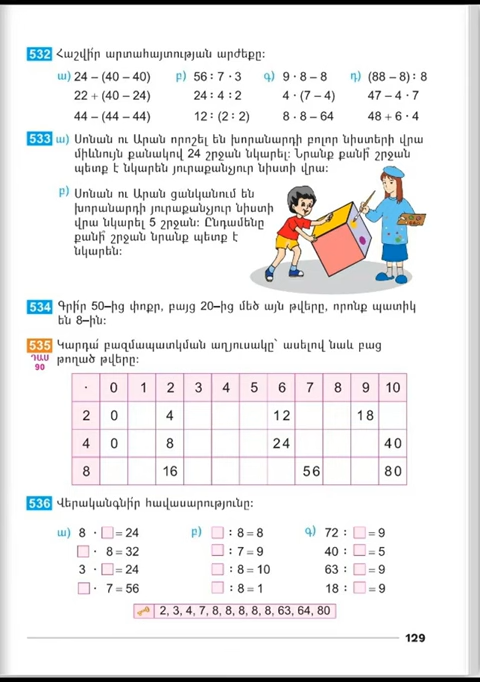 532 Հաշվի՛ր արտահայտության արժեքը:
ա) 24 – (40 – 40) բ) 56 : 7 · 3 գ) 9 · 8 – 8 դ) (88 – 8) : 8
22 + (40 – 24) 24 : 4 : 2 4 · (7 – 4) 47 – 4 · 7
44 – (44 – 44) 12 : (2 : 2) 8 · 8 – 64 48 + 6 · 4
533 ա) Սոնան ու Արան որոշել են խորանարդի բոլոր նիստերի վրա
միևնույն քանակով 24 շրջան նկարել: Նրանք քանի՞ շրջան
պետք է նկարեն յուրաքանչյուր նիստի վրա:
բ) Սոնան ու Արան ցանկանում են
խորանարդի յուրաքանչյուր նիստի
վրա նկարել 5 շրջան: Ընդամենը
քանի՞ շրջան նրանք պետք է
նկարեն:
534 Գրի՛ր 50–ից փոքր, բայց 20–ից մեծ այն թվերը, որոնք պատիկ
են 8–ին:
535 Կարդա՛ բազմապատկման աղյուսակը՝ ասելով նաև բաց
ԴԱՍ թողած թվերը:
90
· 0 1 2 3 4 5 6 7 8 9 10
2 0 4 12 18
4 0 8 24 40
8 16 56 80
536 Վերականգնի՛ր հավասարությունը:
ա) 8 · □ = 24 բ) □ : 8 = 8 գ) 72 : □ = 9
□ · 8 = 32 □ : 7 = 9 40 : □ = 5
3 · □ = 24 □ : 8 = 10 63 : □ = 9
□ · 7 = 56 □ : 8 = 1 18 : □ = 9
2, 3, 4, 7, 8, 8, 8, 8, 8, 63, 64, 80
129